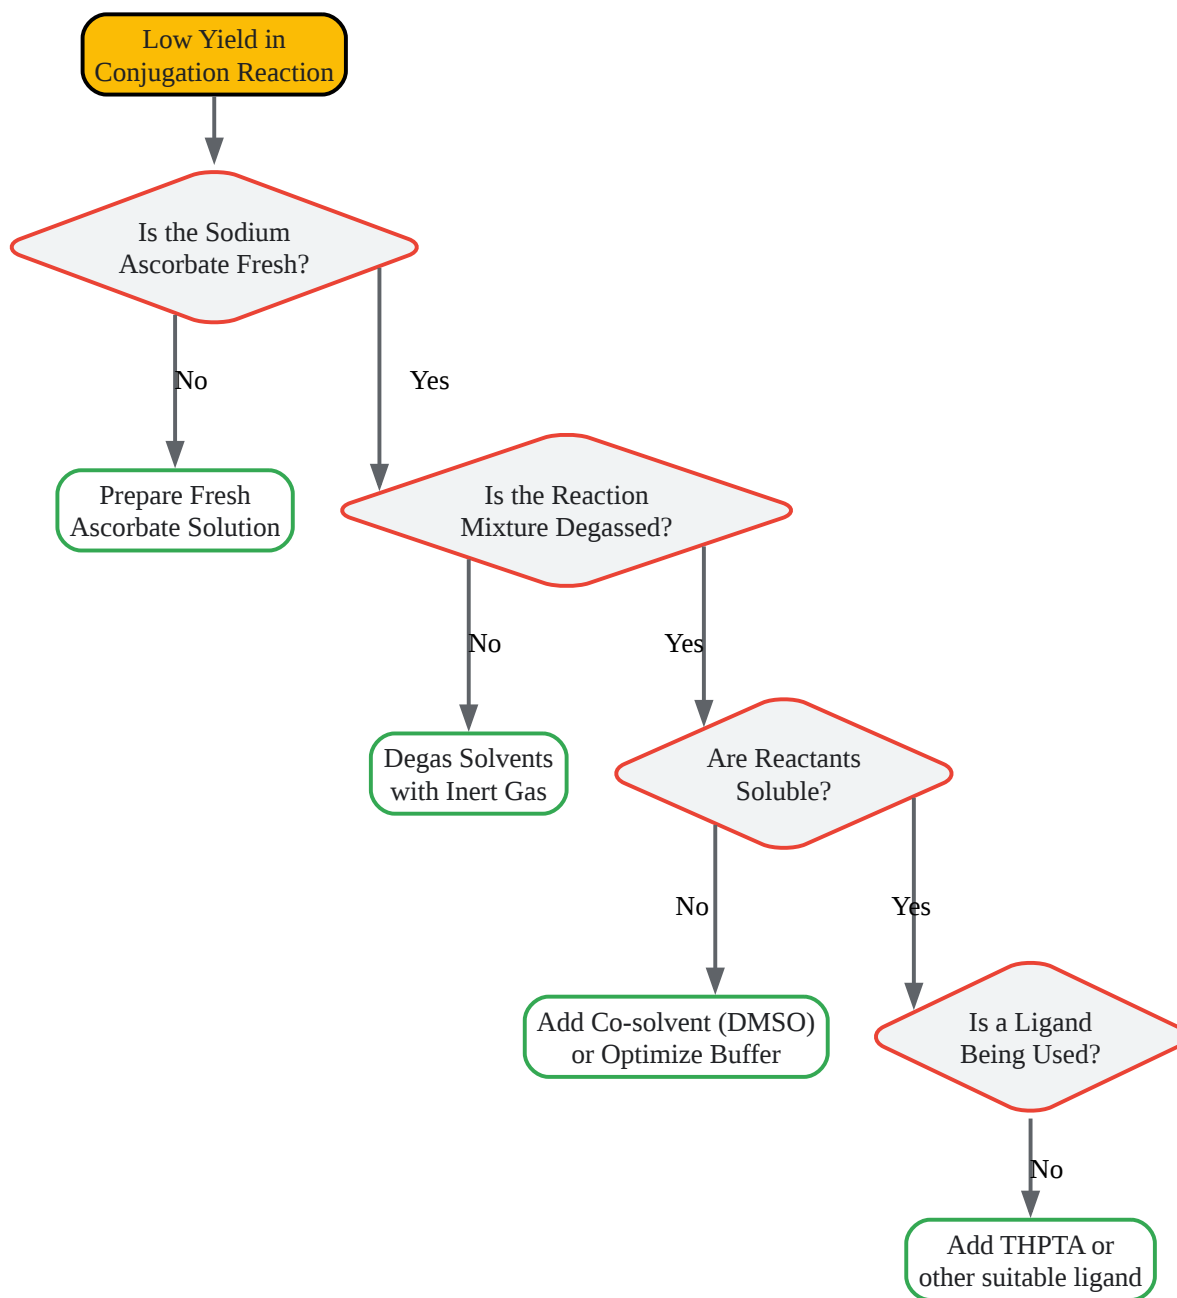 Low Yield in
Conjugation Reaction
Is the Sodium
Ascorbate Fresh?
No
Yes
Prepare Fresh
Ascorbate Solution
Is the Reaction
Mixture Degassed?
No
Yes
Degas Solvents
with Inert Gas
Are Reactants
Soluble?
No
Yes
Add Co-solvent (DMSO)
or Optimize Buffer
Is a Ligand
Being Used?
No
Add THPTA or
other suitable ligand